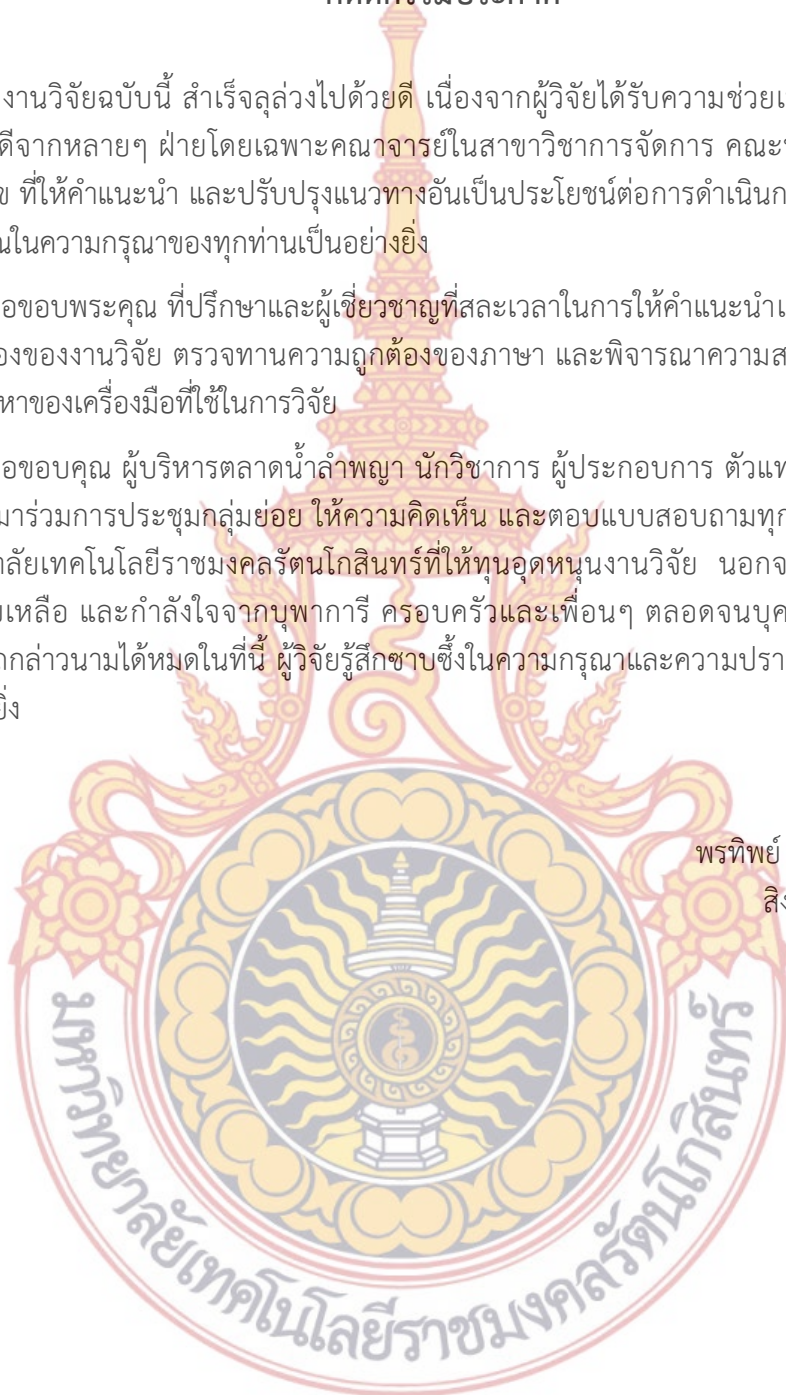 งานวิจัยฉบับนี้ สำเร็จลุล่วงไปด้วยดี เนื่องจากผู้วิจัยได้รับความช่วยเ
ดีจากหลายๆ ฝ่ายโดยเฉพาะคณาจารย์ในสาขาวิชาการจัดการ คณะ
ที่ให้คำแนะนำ และปรับปรุงแนวทางอันเป็นประโยชน์ต่อการดำเนินก
ในความกรุณาของทุกท่านเป็นอย่างยิ่ง
อขอบพระคุณ ที่ปรึกษาและผู้เชี่ยวชาญที่สละเวลาในการให้คำแนะนำแ
องของงานวิจัย ตรวจทานความถูกต้องของภาษา และพิจารณาความส
หาของเครื่องมือที่ใช้ในการวิจัย
อขอบคุณ ผู้บริหารตลาดน้ำลำพญา นักวิชาการ ผู้ประกอบการ ตัวแท
มาร่วมการประชุมกลุ่มย่อย ให้ความคิดเห็น และตอบแบบสอบถามทุก
าลัยเทคโนโลยีราชมงคลรัตนโกสินทร์ที่ให้ทุนอุดหนุนงานวิจัย นอกจ
ยเหลือ และกำลังใจจากบุพาการี ครอบครัวและเพื่อนๆ ตลอดจนบุค
กล่าวนามได้หมดในที่นี้ ผู้วิจัยรู้สึกซาบซึ้งในความกรุณาและความปรา
ยิ่ง
พรทิพย์
สิง
มหาวิทยาลัยเทคโนโลยีราชมงคลรัตนโกสินทร์